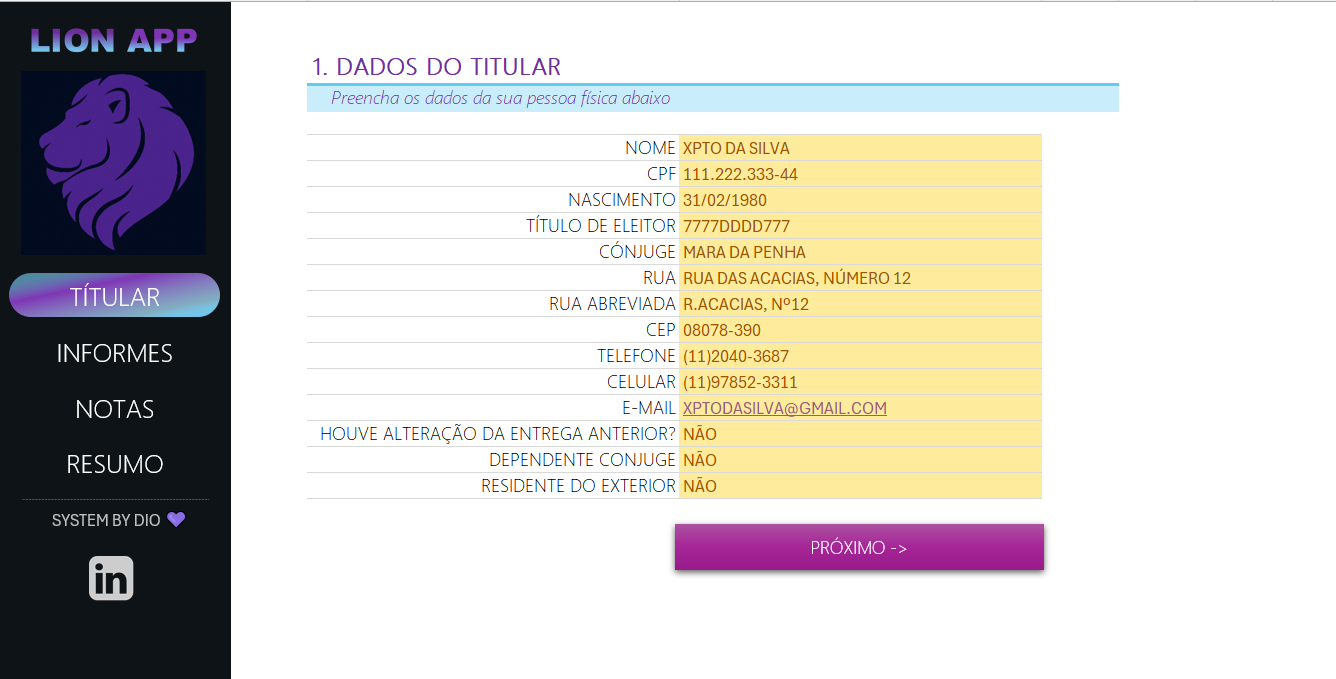 LION APP
TÍTULAR
INFORMES
NOTAS
RESUMO
SYSTEM BY DIO
in
1. DADOS DO TITULAR
Preencha os dados da sua pessoa física abaixo
NOME XPTO DA SILVA
CPF 111.222.333-44
NASCIMENTO 31/02/1980
TÍTULO DE ELEITOR 7777DDDD777
CÓNJUGE MARA DA PENHA
RUA RUA DAS ACACIAS, NÚMERO 12
RUA ABREVIADA R.ACACIAS, Nº12
CEP 08078-390
TELEFONE (11)2040-3687
CELULAR (11)97852-3311
E-MAIL XPTODASILVA@GMAIL.COM
HOUVE ALTERAÇÃO DA ENTREGA ANTERIOR? NÃO
DEPENDENTE CONJUGE NÃO
RESIDENTE DO EXTERIOR NÃO
PRÓXIMO ->